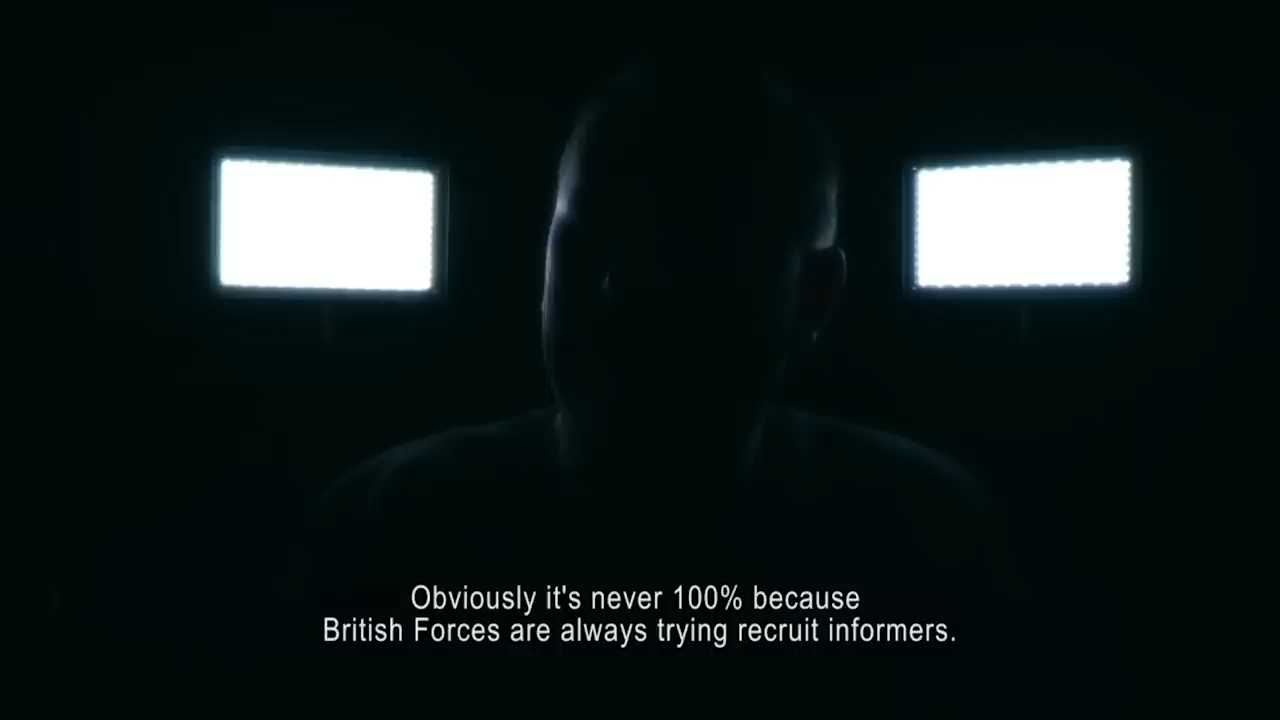 Obviously it's never 100% because
British Forces are always trying recruit informers.